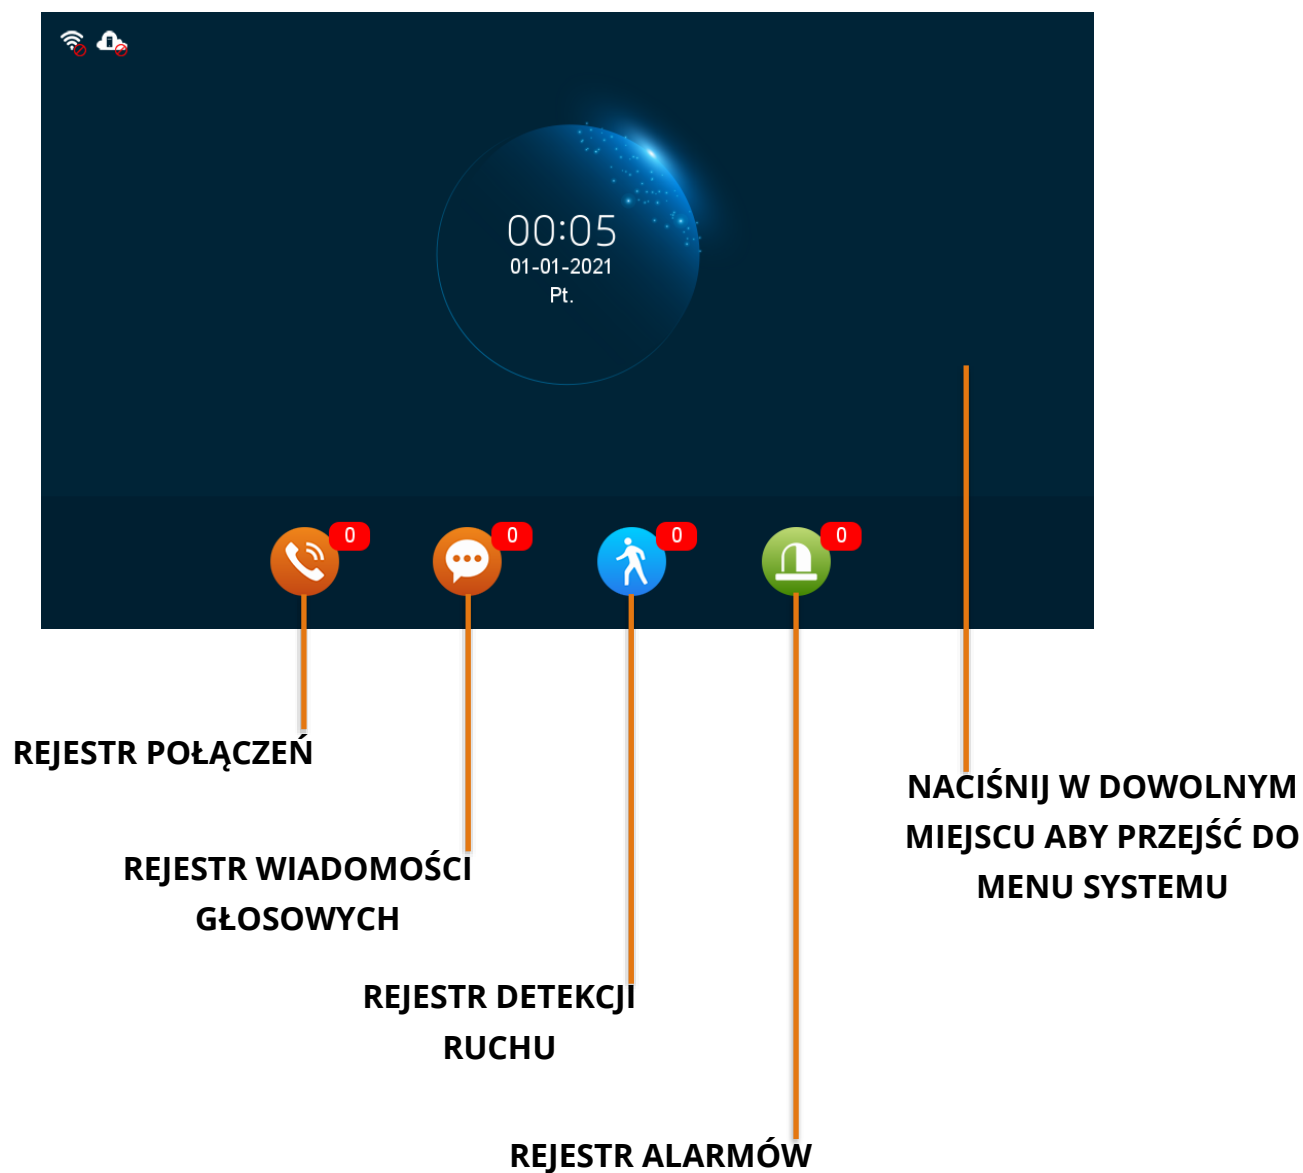 00:05
01-01-2021
Pt.
0
0
0
0
REJESTR POŁĄCZEŃ
NACIŚNIJ W DOWOLNYM
MIEJSCU ABY PRZEJŚĆ DO
MENU SYSTEMU
REJESTR WIADOMOŚCI
GŁOSOWYCH
REJESTR DETEKCJI
RUCHU
REJESTR ALARMÓW